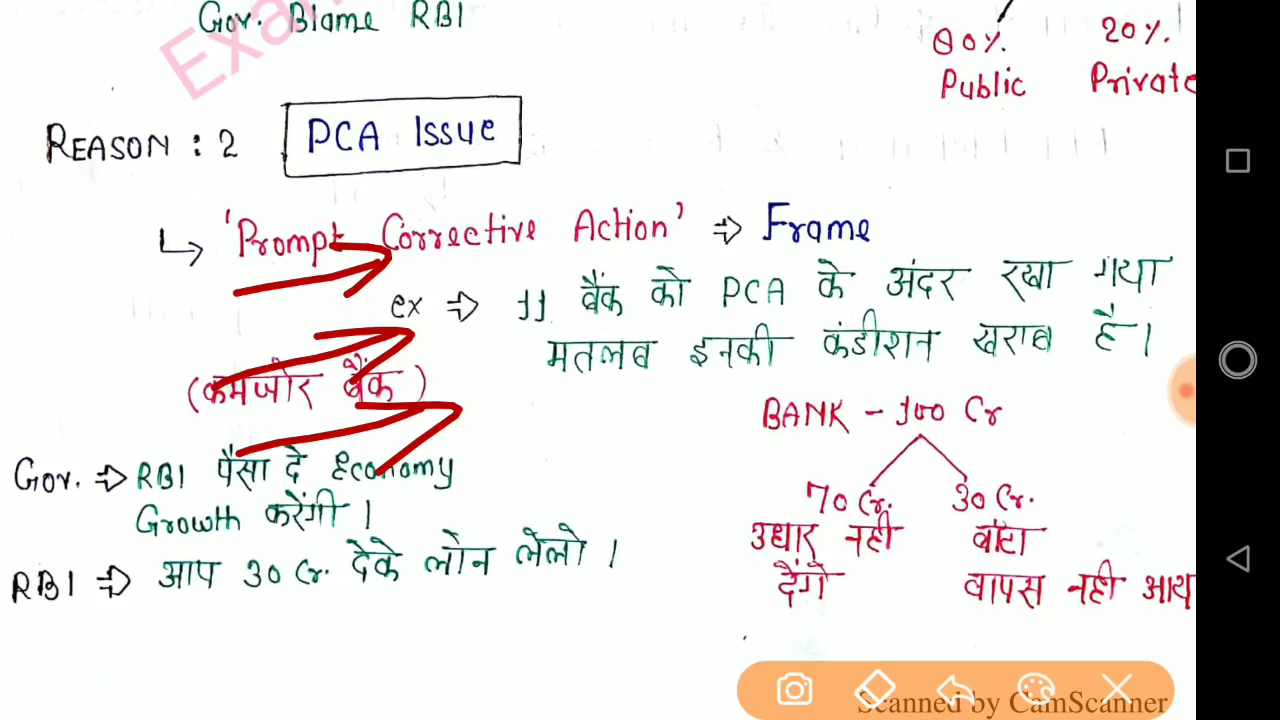 Gov. Blame RBI
Exa
80%. 20%.
Public Private
REASON : 2 PCA Issue
↳ 'Prompt Corrective Action' ⇒ Frame
ex ⇒ 11 बैंक को PCA के अंदर रखा गया
मतलब इनकी कंडीशन खराब है।
(कमजोर बैंक)
BANK - 100 Cr
70 Cr. 30 Cr.
उधार नही बांटा
देंगे वापस नही आय
Gov. ⇒ RBI पैसा दे Economy
Growth करेंगी ।
RBI ⇒ आप 30 Cr. देके लोन लेलो ।
Scanned by CamScanner